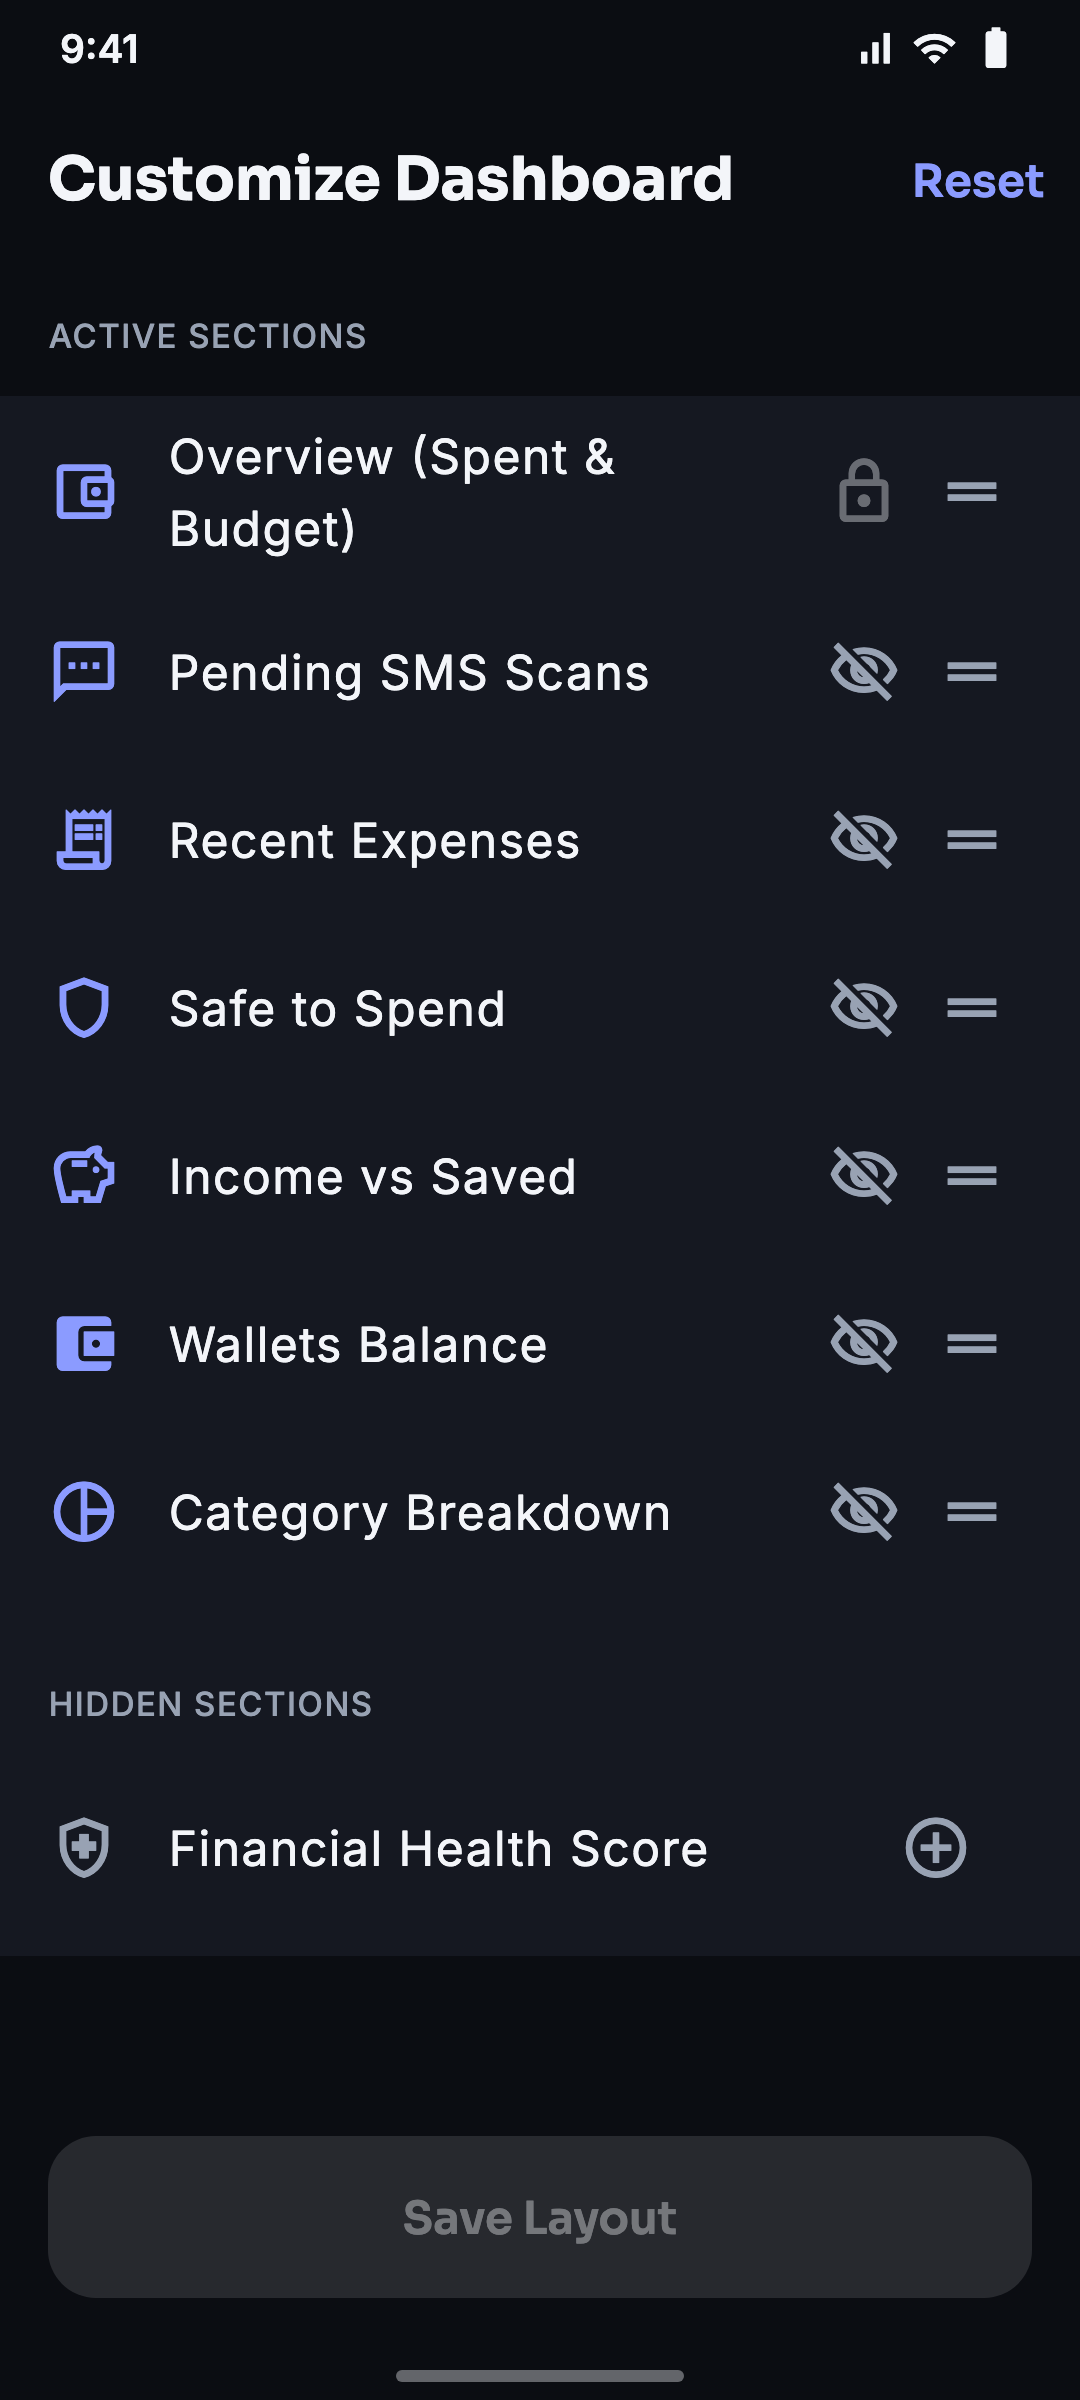 9:41
Customize Dashboard
Reset
ACTIVE SECTIONS
Overview (Spent &
Budget)
Pending SMS Scans
Recent Expenses
Safe to Spend
Income vs Saved
Wallets Balance
Category Breakdown
HIDDEN SECTIONS
Financial Health Score
Save Layout